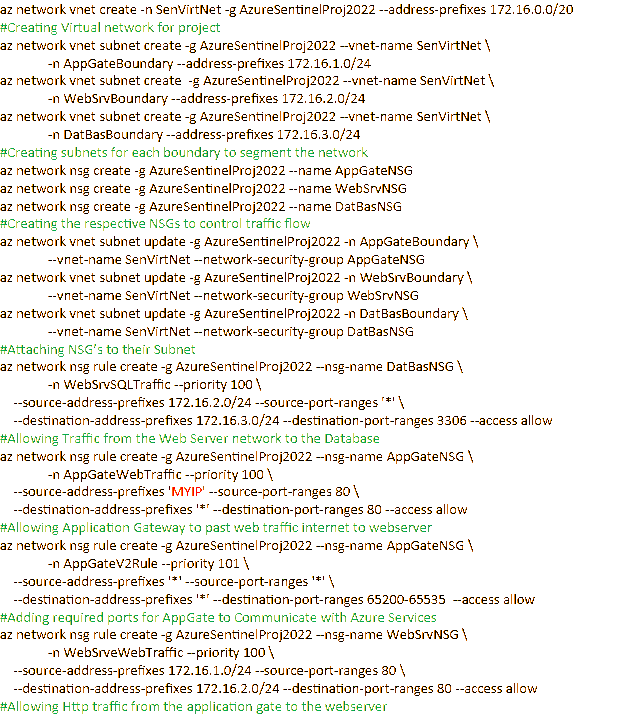 az network vnet create -n SenVirtNet -g AzureSentinelProj2022 --address-prefixes 172.16.0.0/20
#Creating Virtual network for project
az network vnet subnet create -g AzureSentinelProj2022 --vnet-name SenVirtNet \
-n AppGateBoundary --address-prefixes 172.16.1.0/24
az network vnet subnet create -g AzureSentinelProj2022 --vnet-name SenVirtNet \
-n WebSrvBoundary --address-prefixes 172.16.2.0/24
az network vnet subnet create -g AzureSentinelProj2022 --vnet-name SenVirtNet \
-n DatBasBoundary --address-prefixes 172.16.3.0/24
#Creating subnets for each boundary to segment the network
az network nsg create -g AzureSentinelProj2022 --name AppGateNSG
az network nsg create -g AzureSentinelProj2022 --name WebSrvNSG
az network nsg create -g AzureSentinelProj2022 --name DatBasNSG
#Creating the respective NSGs to control traffic flow
az network vnet subnet update -g AzureSentinelProj2022 -n AppGateBoundary \
--vnet-name SenVirtNet --network-security-group AppGateNSG
az network vnet subnet update -g AzureSentinelProj2022 -n WebSrvBoundary \
--vnet-name SenVirtNet --network-security-group WebSrvNSG
az network vnet subnet update -g AzureSentinelProj2022 -n DatBasBoundary \
--vnet-name SenVirtNet --network-security-group DatBasNSG
#Attaching NSG's to their Subnet
az network nsg rule create -g AzureSentinelProj2022 --nsg-name DatBasNSG \
-n WebSrvSQLTraffic --priority 100 \
--source-address-prefixes 172.16.2.0/24 --source-port-ranges '*' \
--destination-address-prefixes 172.16.3.0/24 --destination-port-ranges 3306 --access allow
#Allowing Traffic from the Web Server network to the Database
az network nsg rule create -g AzureSentinelProj2022 --nsg-name AppGateNSG \
-n AppGateWebTraffic --priority 100 \
--source-address-prefixes 'MYIP' --source-port-ranges 80 \
--destination-address-prefixes '*' --destination-port-ranges 80 --access allow
#Allowing Application Gateway to past web traffic internet to webserver
az network nsg rule create -g AzureSentinelProj2022 --nsg-name AppGateNSG \
-n AppGateV2Rule --priority 101 \
--source-address-prefixes '*' --source-port-ranges '*' \
--destination-address-prefixes '*' --destination-port-ranges 65200-65535 --access allow
#Adding required ports for AppGate to Communicate with Azure Services
az network nsg rule create -g AzureSentinelProj2022 --nsg-name WebSrvNSG \
-n WebSrveWebTraffic --priority 100 \
--source-address-prefixes 172.16.1.0/24 --source-port-ranges 80 \
--destination-address-prefixes 172.16.2.0/24 --destination-port-ranges 80 --access allow
#Allowing Http traffic from the application gate to the webserver